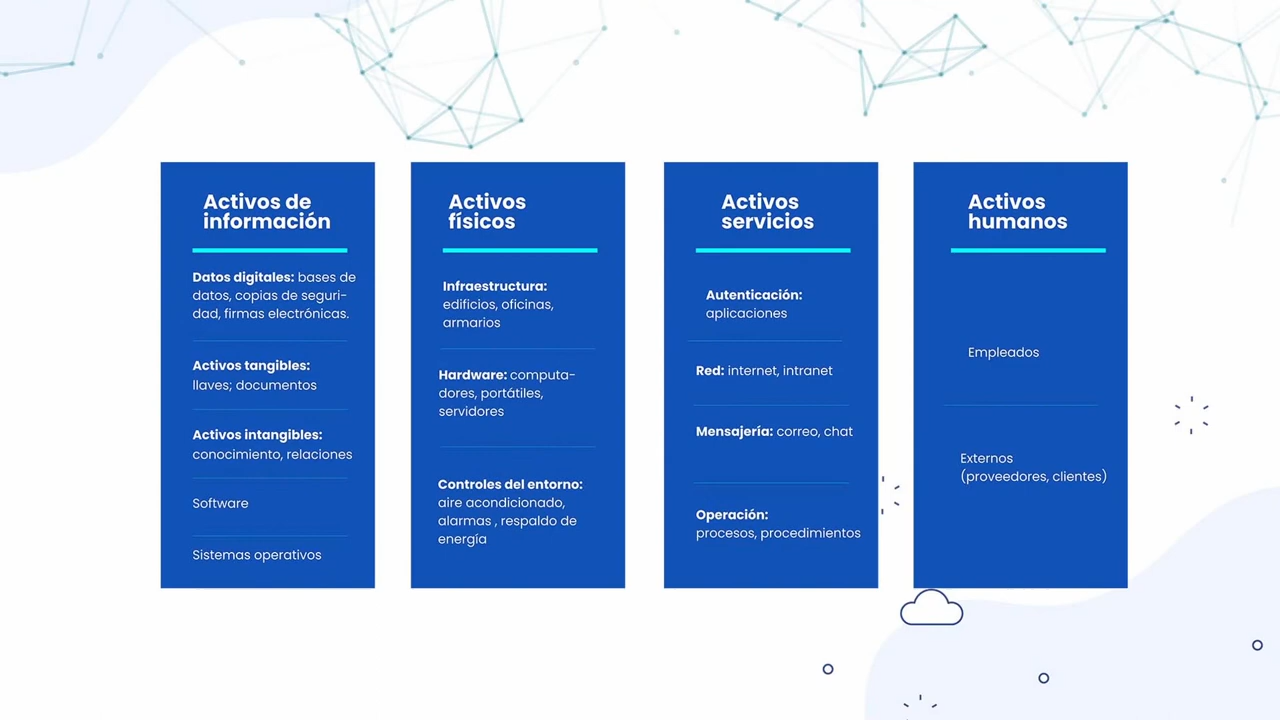 Activos de
información
Datos digitales: bases de
datos, copias de seguri-
dad, firmas electrónicas.
Activos tangibles:
llaves; documentos
Activos intangibles:
conocimiento, relaciones
Software
Sistemas operativos
Activos
físicos
Infraestructura:
edificios, oficinas,
armarios
Hardware: computa-
dores, portátiles,
servidores
Controles del entorno:
aire acondicionado,
alarmas , respaldo de
energía
Activos
servicios
Autenticación:
aplicaciones
Red: internet, intranet
Mensajería: correo, chat
Operación:
procesos, procedimientos
Activos
humanos
Empleados
Externos
(proveedores, clientes)